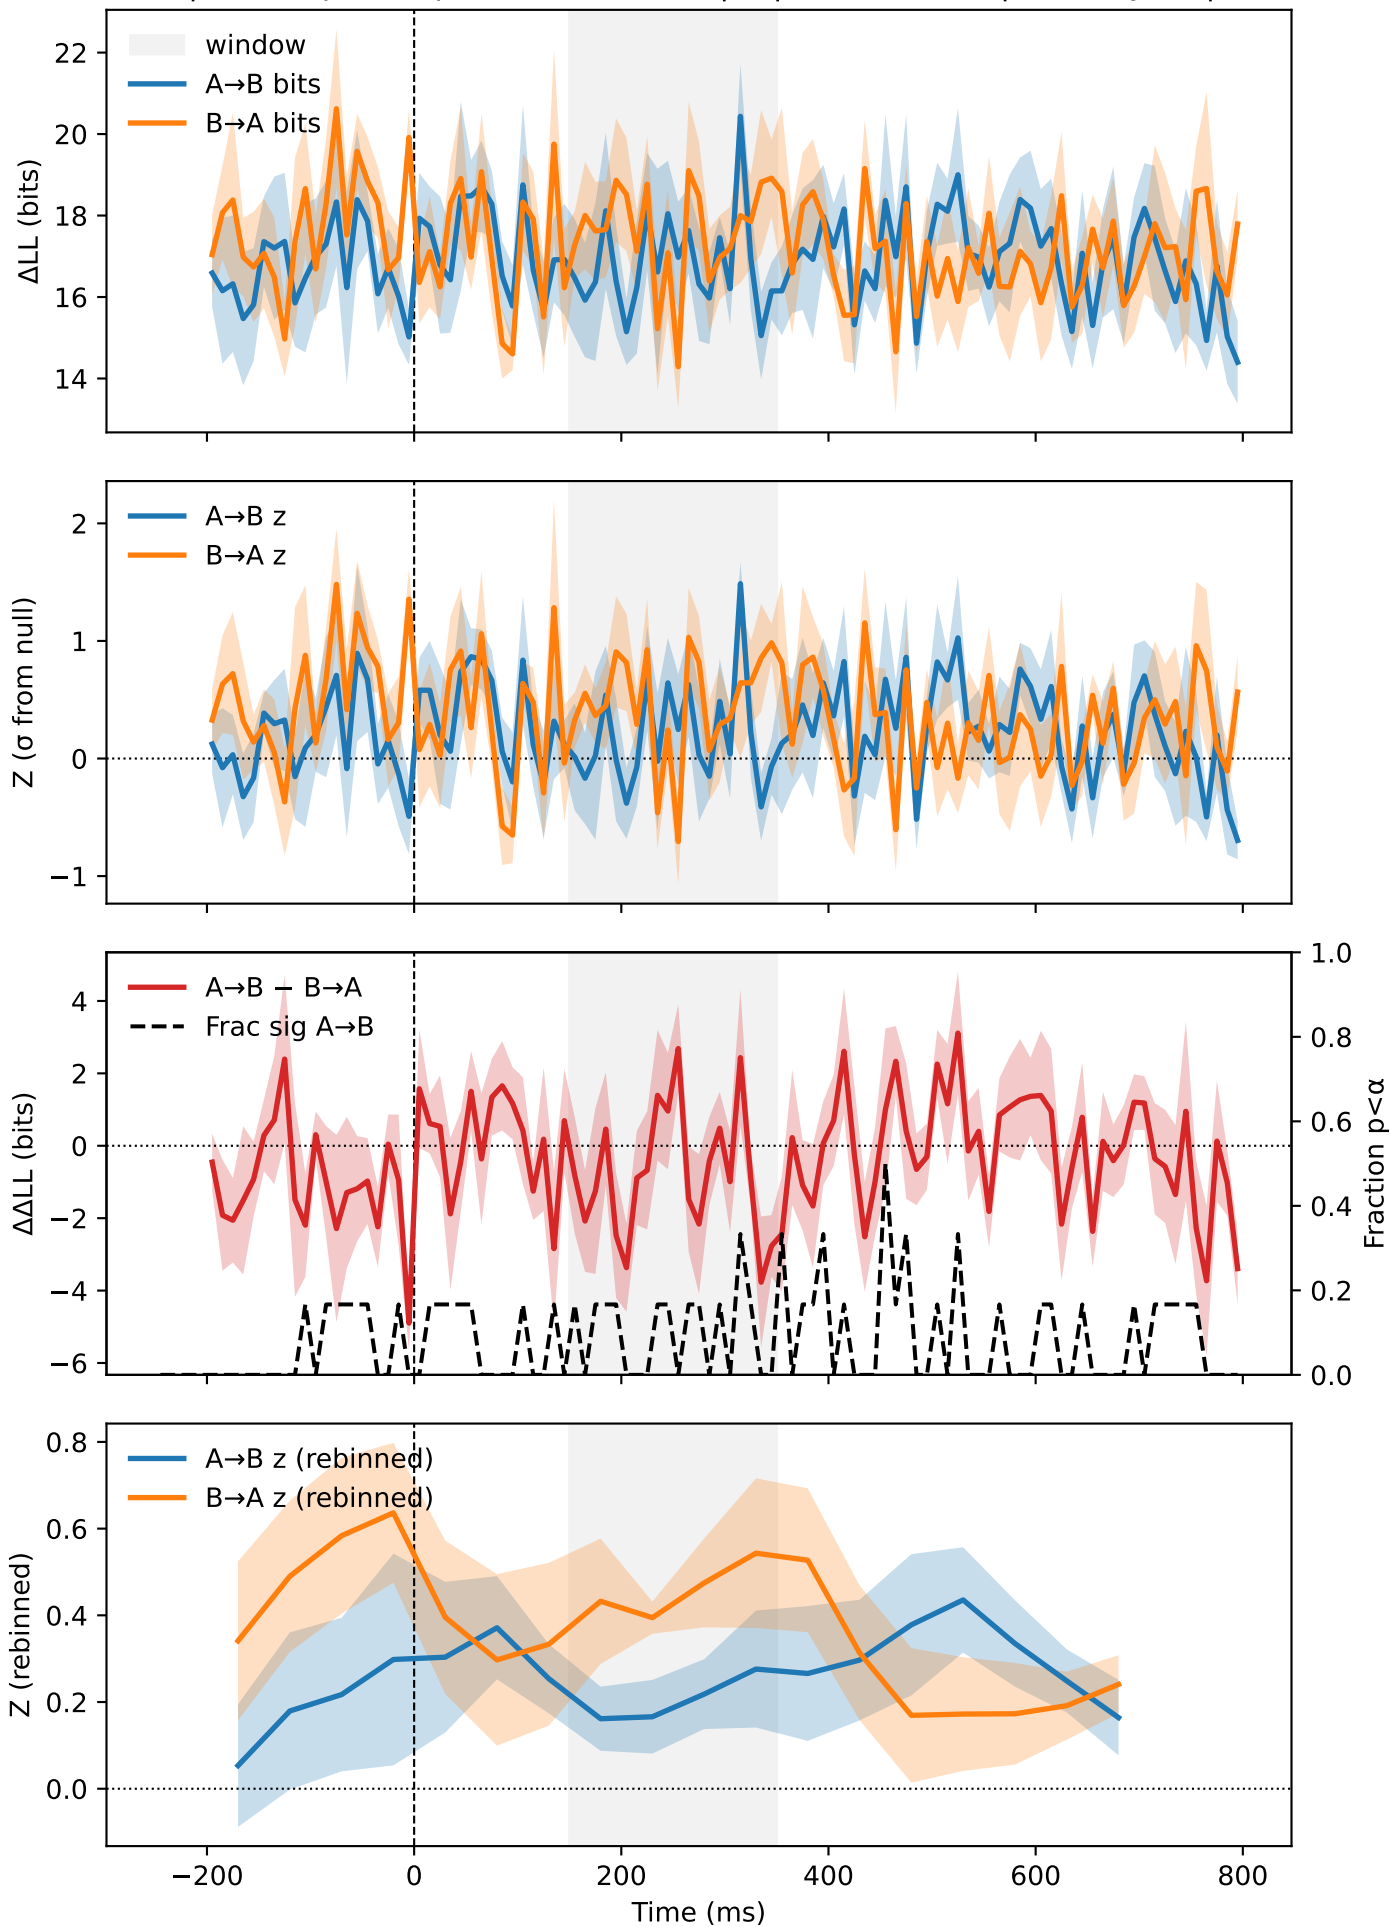 window
A→B bits
B→A bits
ΔLL (bits)
22
20
18
16
14
A→B z
B→A z
Z (σ from null)
2
1
0
−1
A→B − B→A
Frac sig A→B
ΔΔLL (bits)
4
2
0
−2
−4
−6
1.0
0.8
0.6
0.4
0.2
0.0
Fraction p<α
A→B z (rebinned)
B→A z (rebinned)
Z (rebinned)
0.8
0.6
0.4
0.2
0.0
−200
0
200
400
600
800
Time (ms)